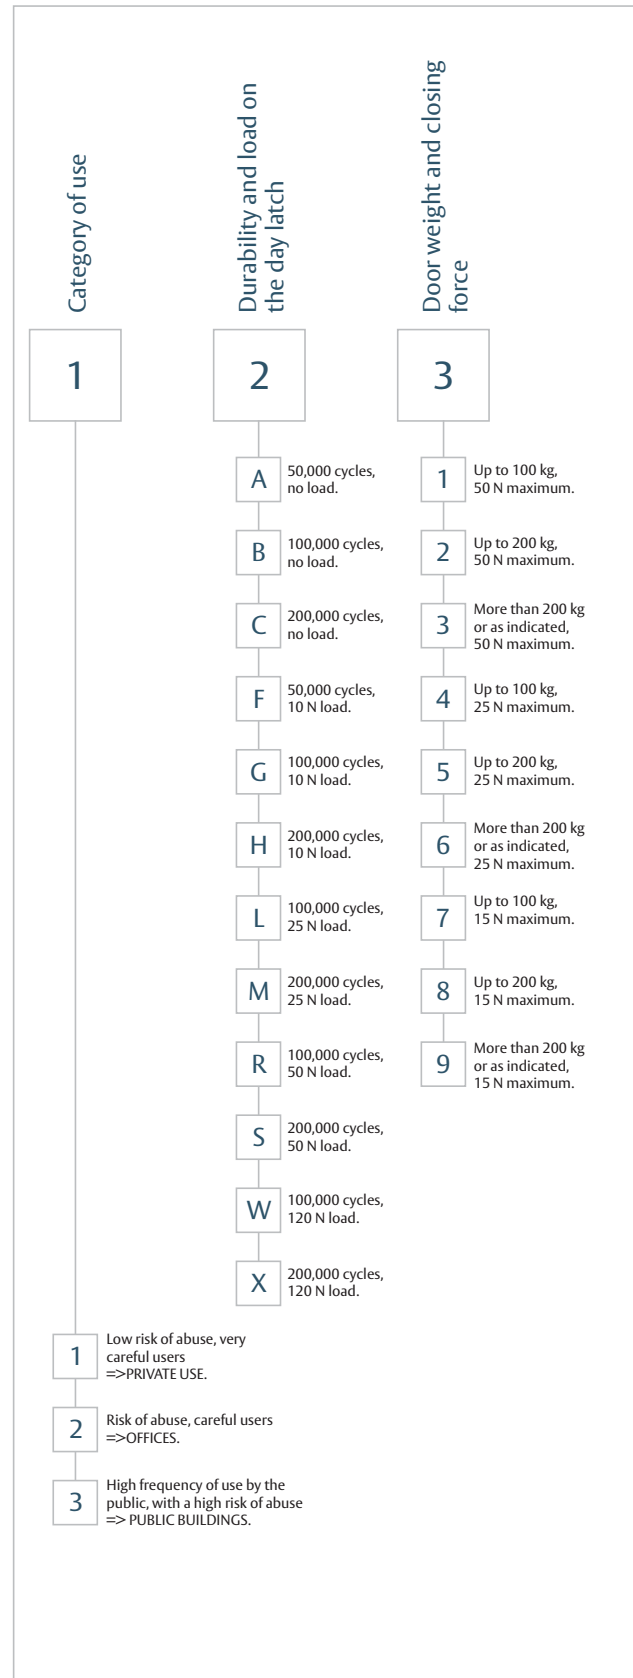 Category of use
Durability and load on
the day latch
Door weight and closing
force
1
2
3
A
50,000 cycles,
no load.
B
100,000 cycles,
no load.
C
200,000 cycles,
no load.
F
50,000 cycles,
10 N load.
G
100,000 cycles,
10 N load.
H
200,000 cycles,
10 N load.
L
100,000 cycles,
25 N load.
M
200,000 cycles,
25 N load.
R
100,000 cycles,
50 N load.
S
200,000 cycles,
50 N load.
W
100,000 cycles,
120 N load.
X
200,000 cycles,
120 N load.
1
Up to 100 kg,
50 N maximum.
2
Up to 200 kg,
50 N maximum.
3
More than 200 kg
or as indicated,
50 N maximum.
4
Up to 100 kg,
25 N maximum.
5
Up to 200 kg,
25 N maximum.
6
More than 200 kg
or as indicated,
25 N maximum.
7
Up to 100 kg,
15 N maximum.
8
Up to 200 kg,
15 N maximum.
9
More than 200 kg
or as indicated,
15 N maximum.
1
Low risk of abuse, very
careful users
=>PRIVATE USE.
2
Risk of abuse, careful users
=>OFFICES.
3
High frequency of use by the
public, with a high risk of abuse
=> PUBLIC BUILDINGS.